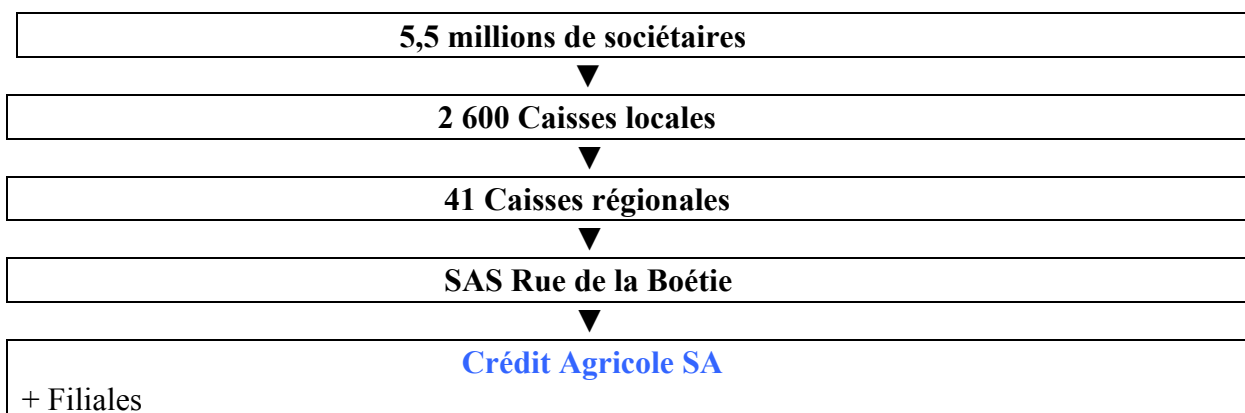 5,5 millions de sociétaires
2 600 Caisses locales
41 Caisses régionales
SAS Rue de la Boétie
Crédit Agricole SA
+ Filiales